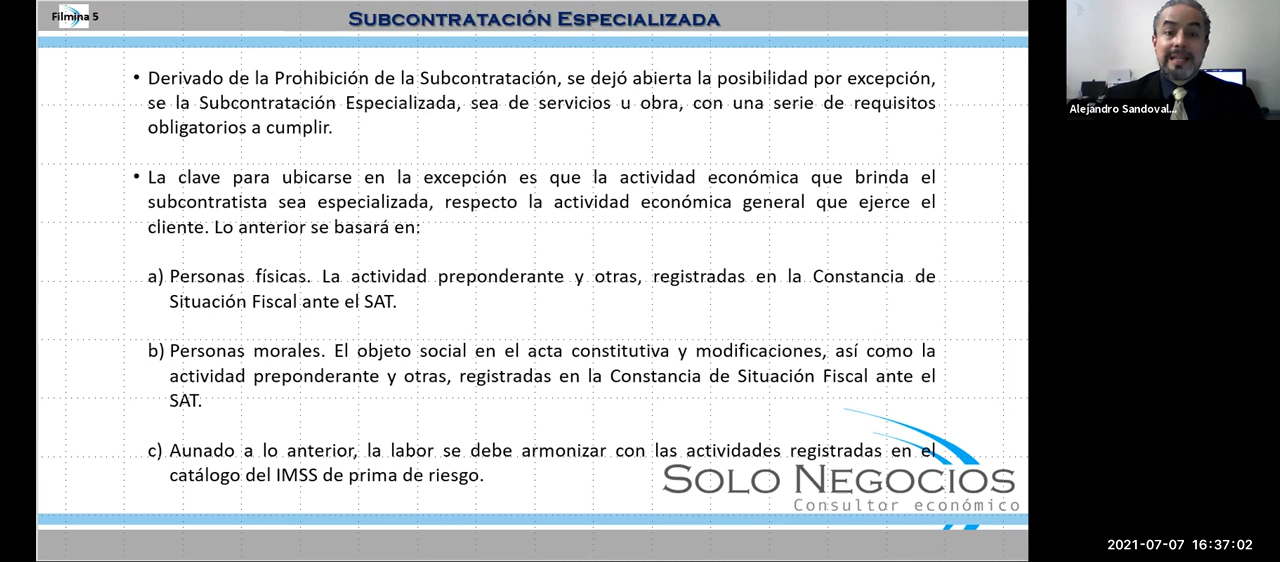 Filmina 5
Subcontratación Especializada
• Derivado de la Prohibición de la Subcontratación, se dejó abierta la posibilidad por excepción,
se la Subcontratación Especializada, sea de servicios u obra, con una serie de requisitos
obligatorios a cumplir.
• La clave para ubicarse en la excepción es que la actividad económica que brinda el
subcontratista sea especializada, respecto la actividad económica general que ejerce el
cliente. Lo anterior se basará en:
a) Personas físicas. La actividad preponderante y otras, registradas en la Constancia de
Situación Fiscal ante el SAT.
b) Personas morales. El objeto social en el acta constitutiva y modificaciones, así como la
actividad preponderante y otras, registradas en la Constancia de Situación Fiscal ante el
SAT.
c) Aunado a lo anterior, la labor se debe armonizar con las actividades registradas en el
catálogo del IMSS de prima de riesgo.
Solo Negocios
Consultor económico
Alejandro Sandoval...
2021-07-07 16:37:02